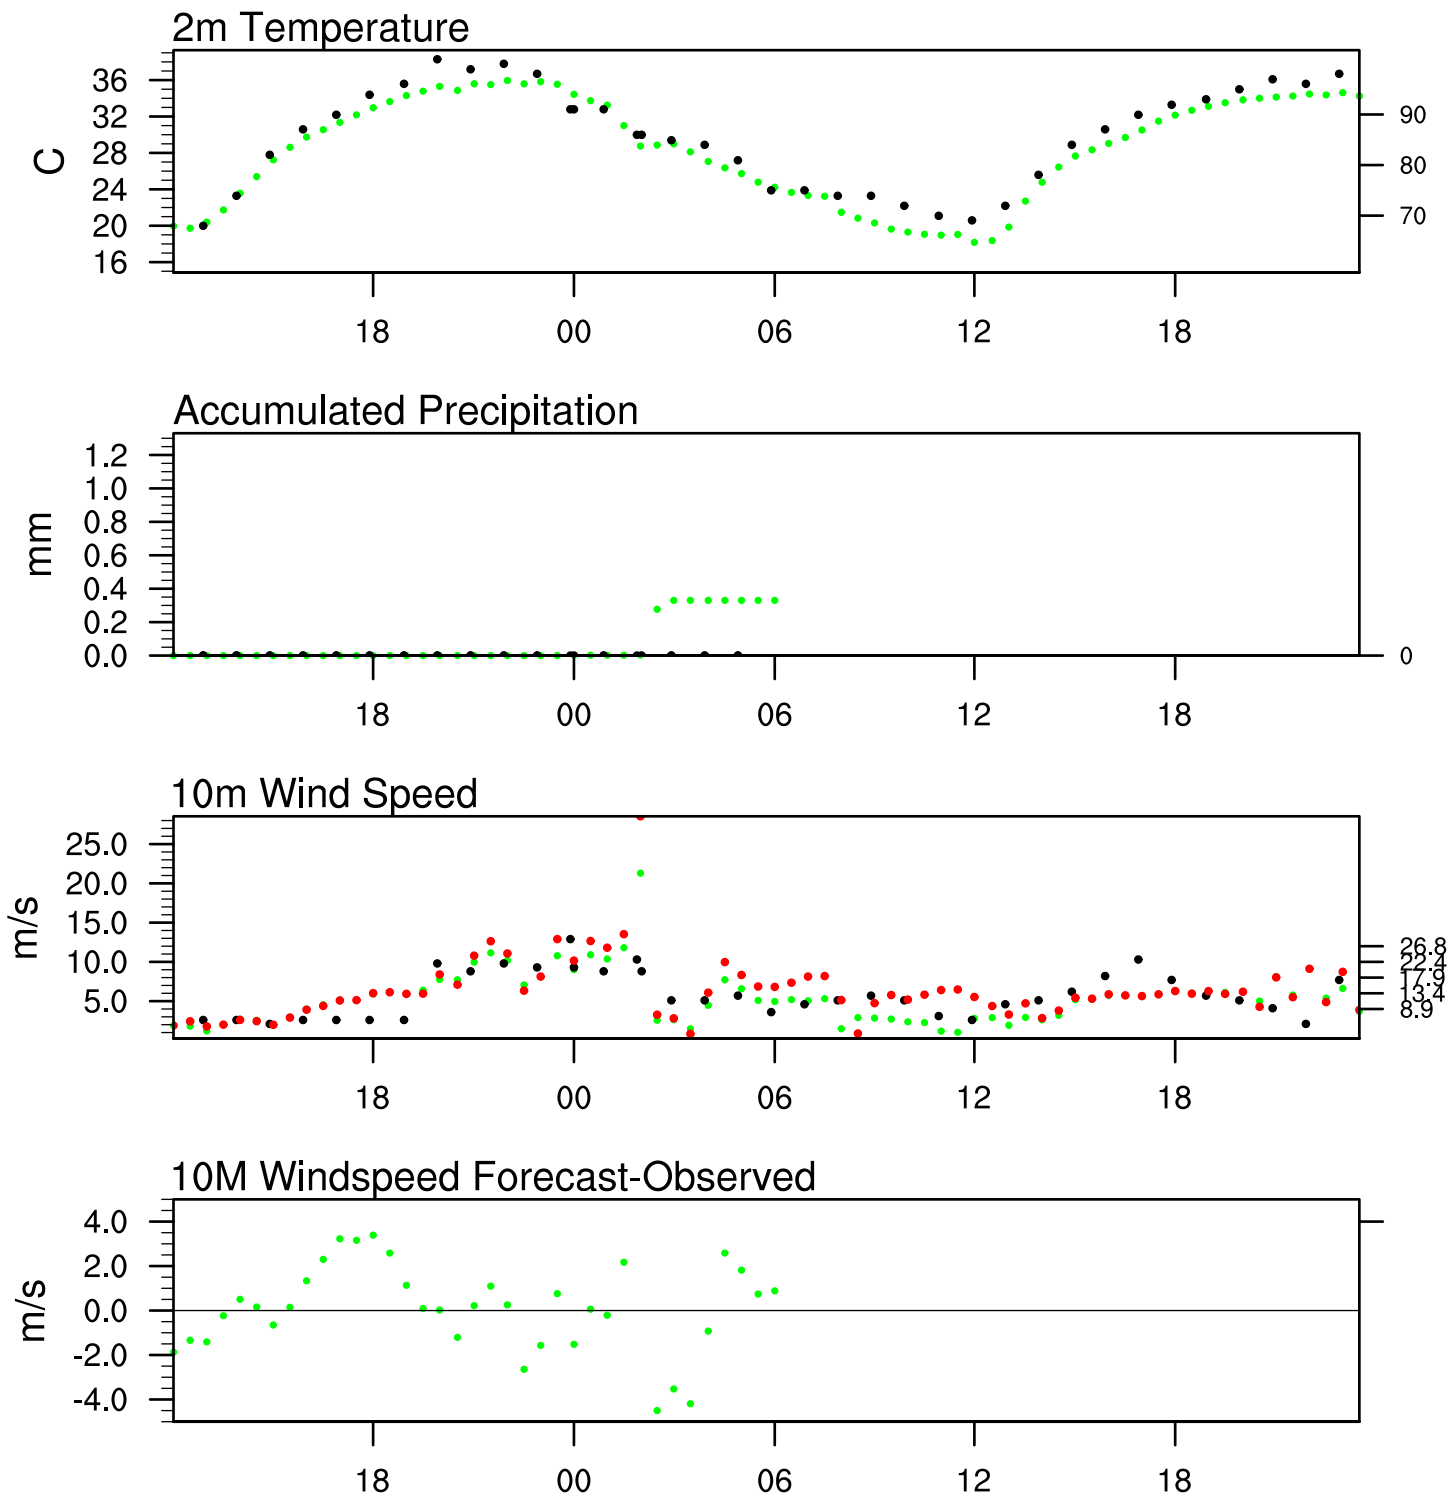 2m Temperature
C
36
32
28
24
20
16
90
80
70
18 00 06 12 18
Accumulated Precipitation
mm
1.2
1.0
0.8
0.6
0.4
0.2
0.0
0
18 00 06 12 18
10m Wind Speed
m/s
25.0
20.0
15.0
10.0
5.0
26.8
22.4
17.9
13.4
8.9
18 00 06 12 18
10M Windspeed Forecast-Observed
m/s
4.0
2.0
0.0
-2.0
-4.0
18 00 06 12 18